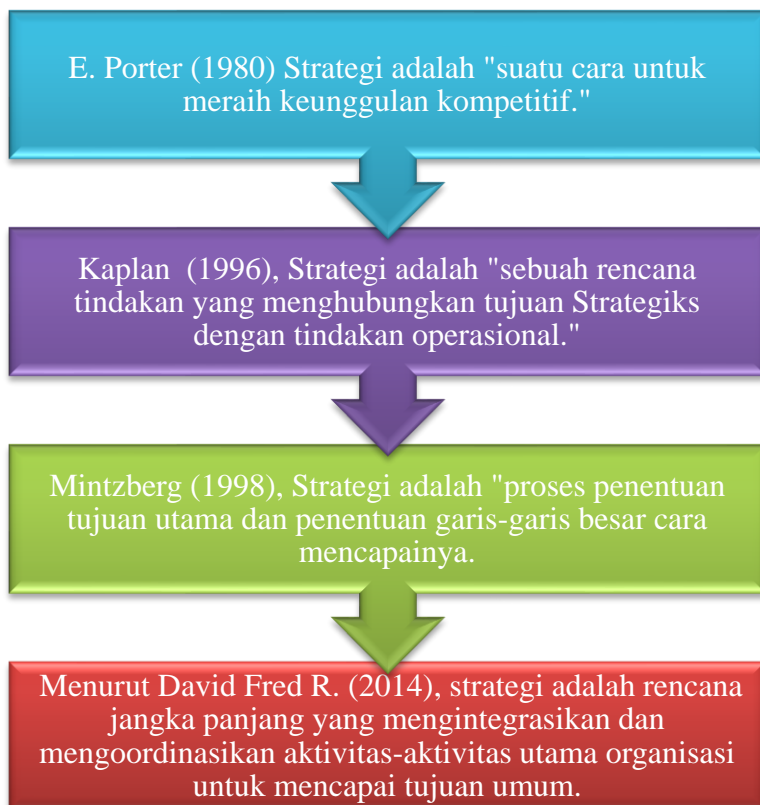 E. Porter (1980) Strategi adalah "suatu cara untuk
meraih keunggulan kompetitif."
Kaplan (1996), Strategi adalah "sebuah rencana
tindakan yang menghubungkan tujuan Strategiks
dengan tindakan operasional."
Mintzberg (1998), Strategi adalah "proses penentuan
tujuan utama dan penentuan garis-garis besar cara
mencapainya.
Menurut David Fred R. (2014), strategi adalah rencana
jangka panjang yang mengintegrasikan dan
mengoordinasikan aktivitas-aktivitas utama organisasi
untuk mencapai tujuan umum.